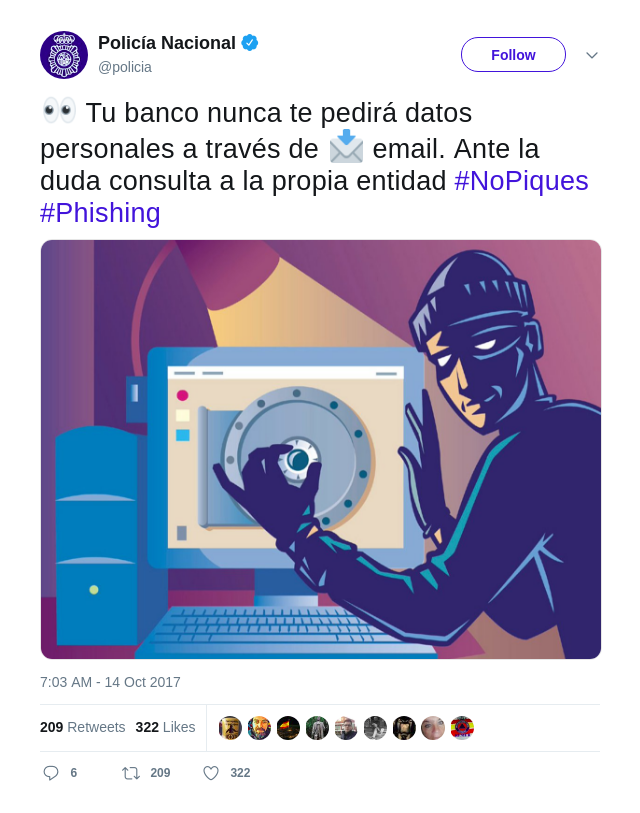 Policía Nacional
@policia
Follow
👀 Tu banco nunca te pedirá datos
personales a través de 📩 email. Ante la
duda consulta a la propia entidad #NoPiques
#Phishing
7:03 AM - 14 Oct 2017
209 Retweets 322 Likes
6 209 322